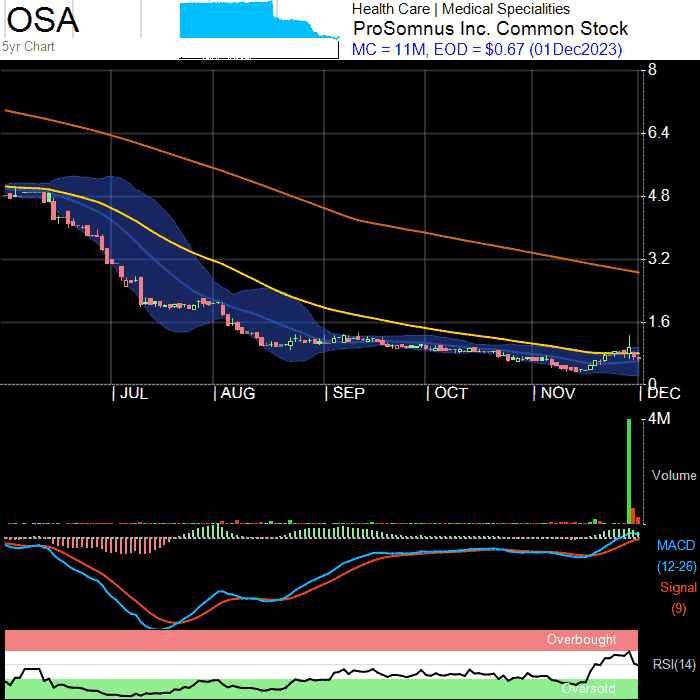 OSA
5yr Chart
Health Care | Medical Specialities
ProSomnus Inc. Common Stock
MC = 11M, EOD = $0.67 (01Dec2023)
8
6.4
4.8
3.2
1.6
0
JUL AUG SEP OCT NOV DEC
4M
Volume
MACD
(12-26)
Signal
(9)
Overbought
RSI(14)
Oversold